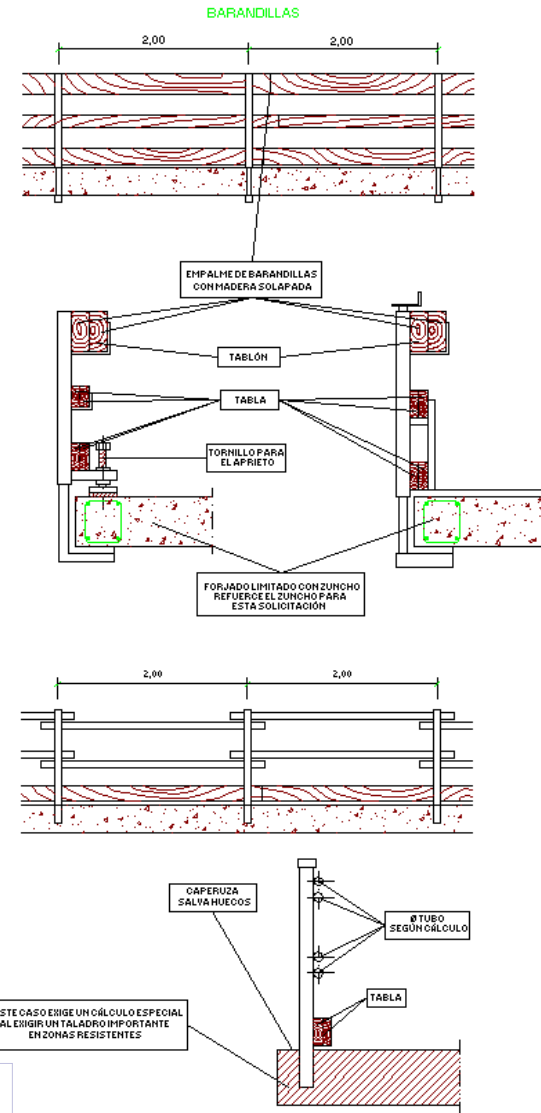 BARANDILLAS
2,00
2,00
EMPALME DE BARANDILLAS
CON MADERA SOLAPADA
TABLÓN
TABLA
TORNILLO PARA
EL APRIETO
FORJADO LIMITADO CON ZUNCHO
REFUERCE EL ZUNCHO PARA
ESTA SOLICITACIÓN
2,00
2,00
CAPERUZA
SALVA HUECOS
Ø TUBO
SEGÚN CÁLCULO
TABLA
STE CASO EXIGE UN CÁLCULO ESPECIAL
AL EXIGIR UN TALADRO IMPORTANTE
EN ZONAS RESISTENTES